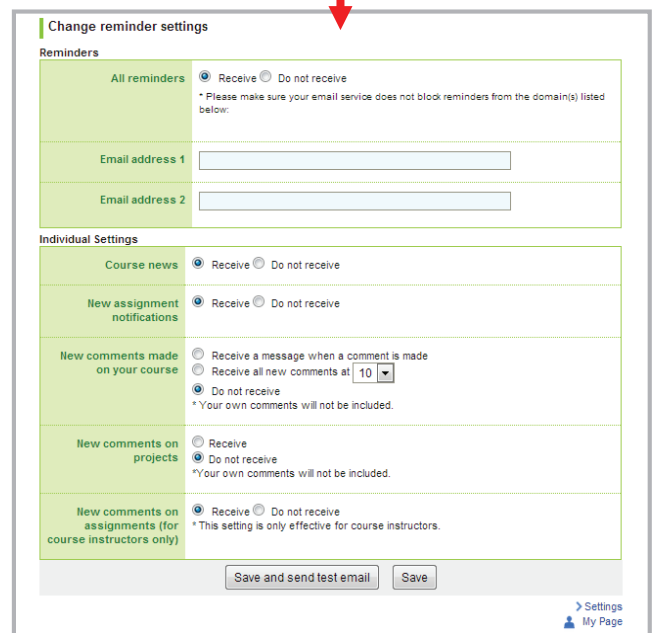 Change reminder settings
Reminders
All reminders
Receive Do not receive
* Please make sure your email service does not block reminders from the domain(s) listed
below:
Email address 1
Email address 2
Individual Settings
Course news
Receive Do not receive
New assignment
notifications
Receive Do not receive
New comments made
on your course
Receive a message when a comment is made
Receive all new comments at 10
Do not receive
* Your own comments will not be included.
New comments on
projects
Receive
Do not receive
*Your own comments will not be included.
New comments on
assignments (for
course instructors only)
Receive Do not receive
* This setting is only effective for course instructors.
Save and send test email Save
Settings
My Page